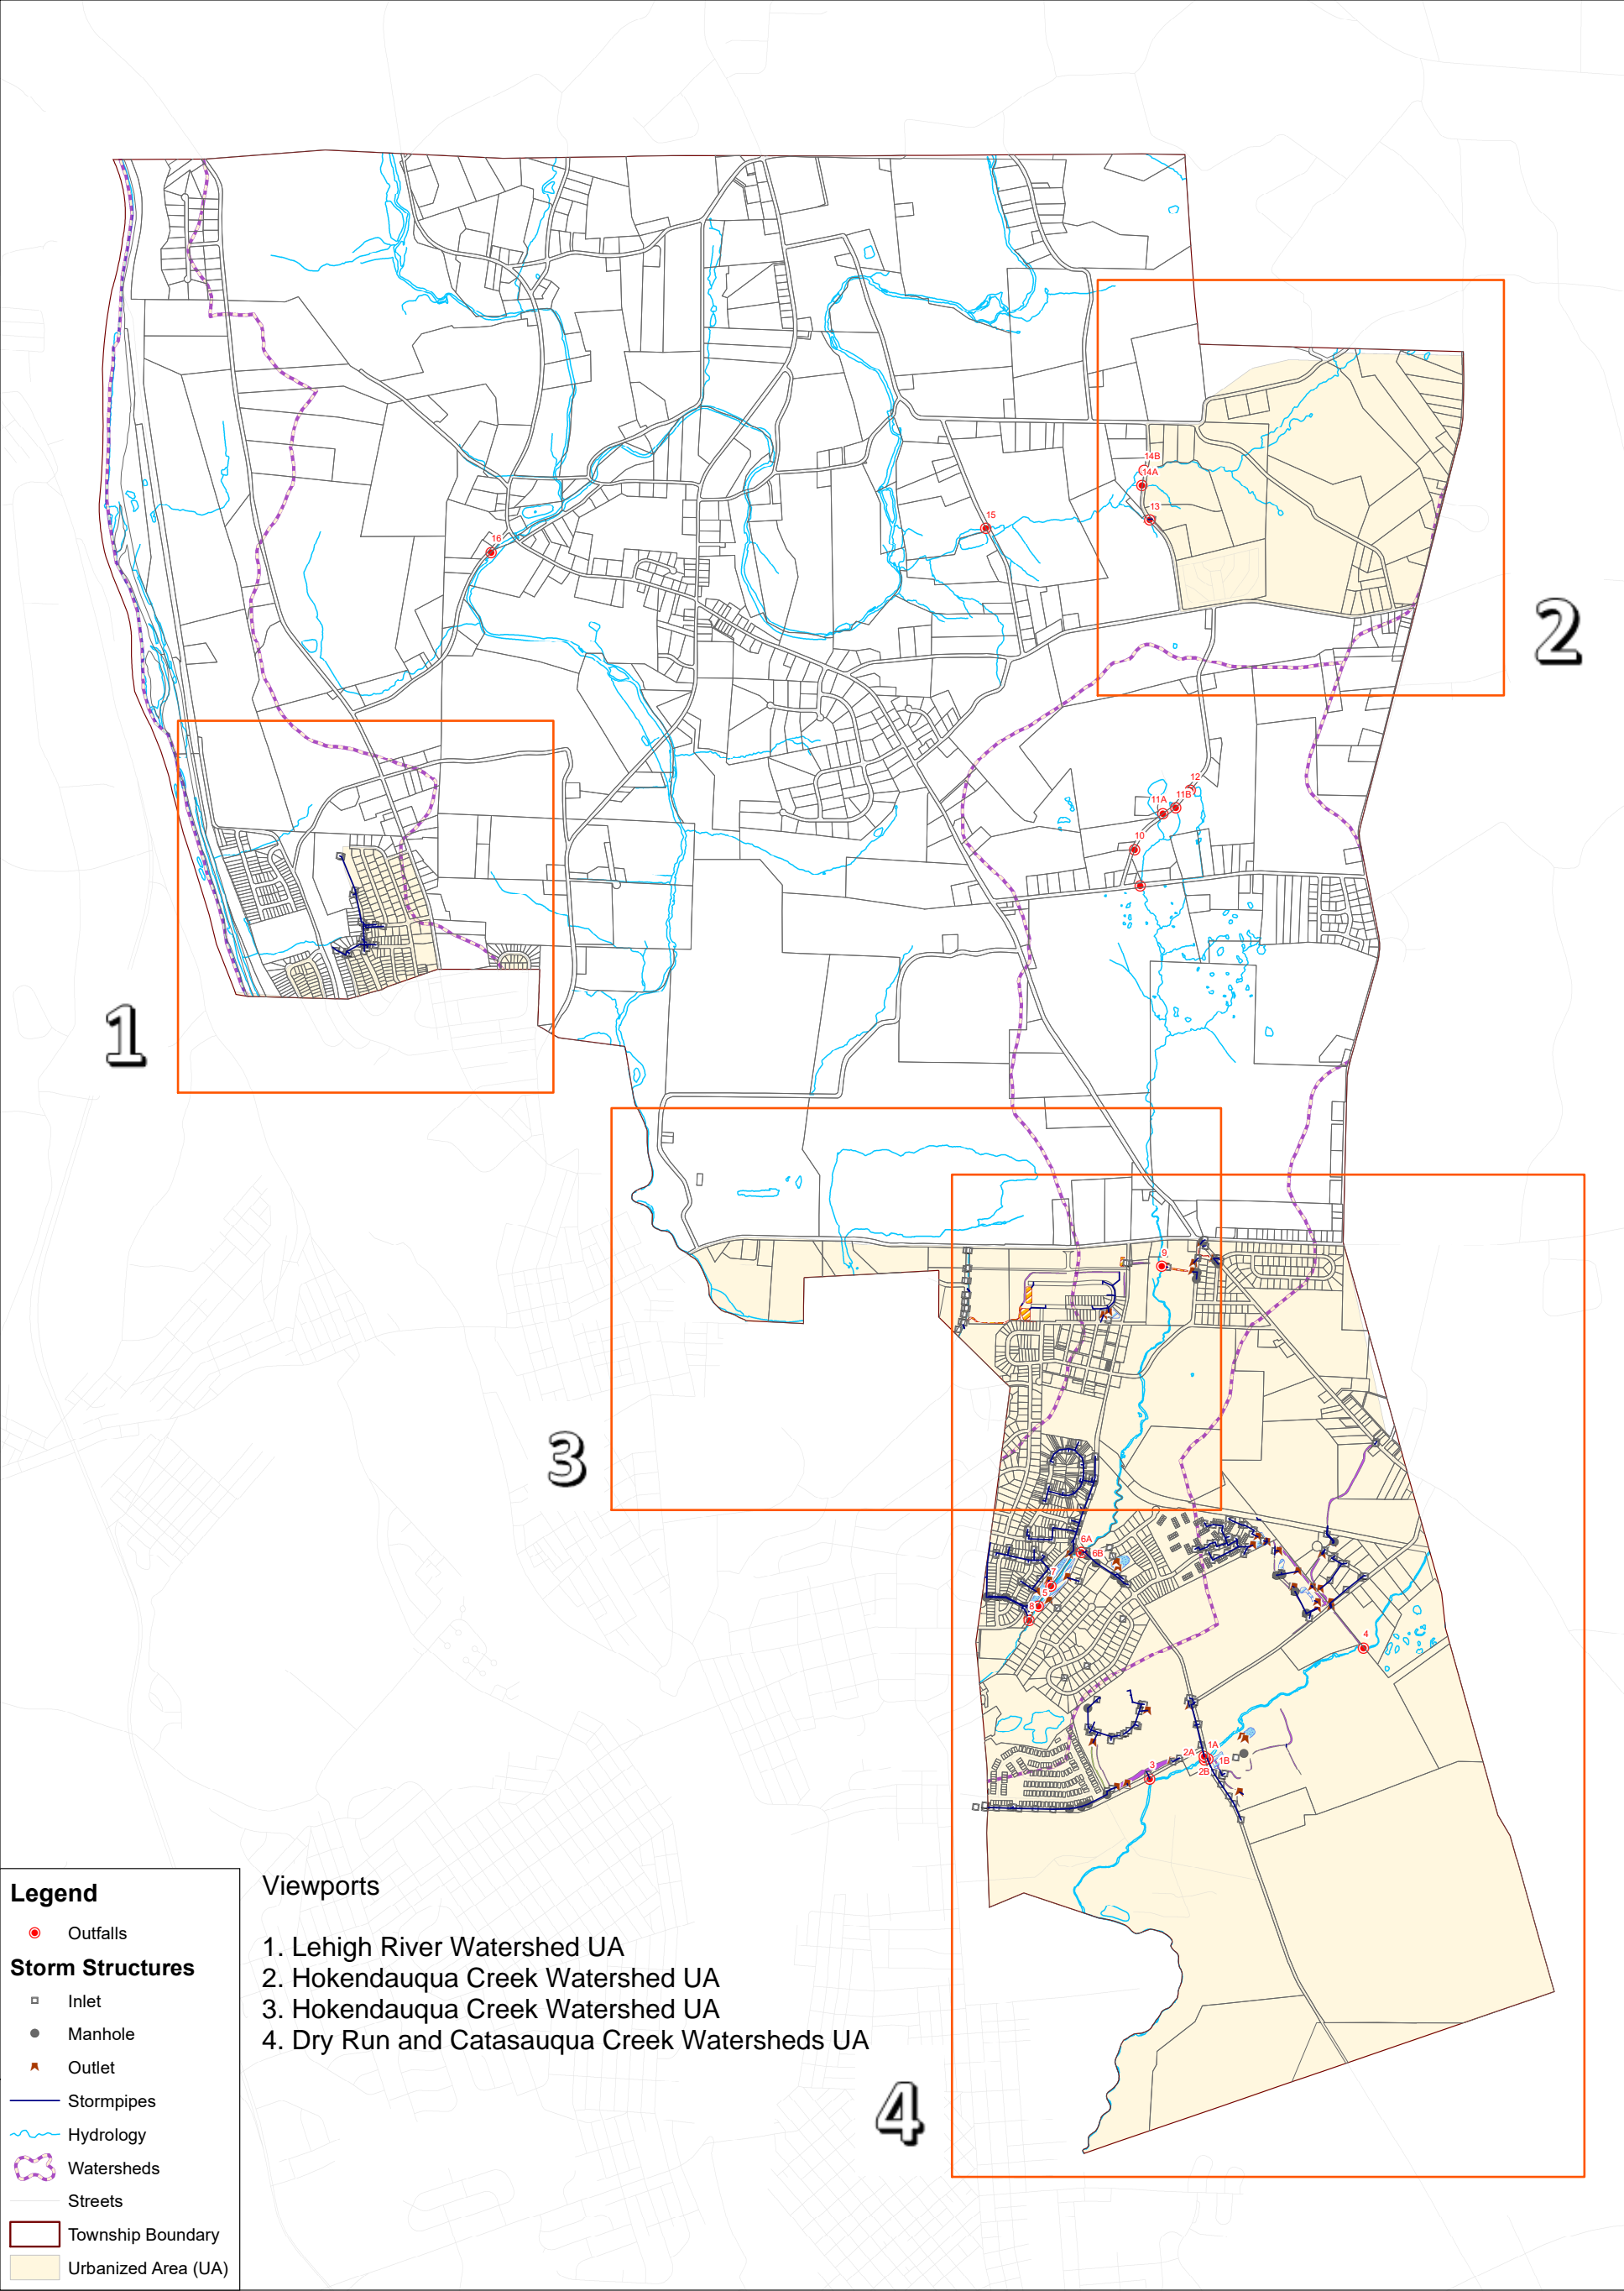 14B
14A
13
15
16
2
12
11A
11B
10
1
9
3
6A
6B
7
5
8
4
1A
2A
1B
2B
3
Legend
Outfalls
Storm Structures
Inlet
Manhole
Outlet
Stormpipes
Hydrology
Watersheds
Streets
Township Boundary
Urbanized Area (UA)
Viewports
1. Lehigh River Watershed UA
2. Hokendauqua Creek Watershed UA
3. Hokendauqua Creek Watershed UA
4. Dry Run and Catasauqua Creek Watersheds UA
4